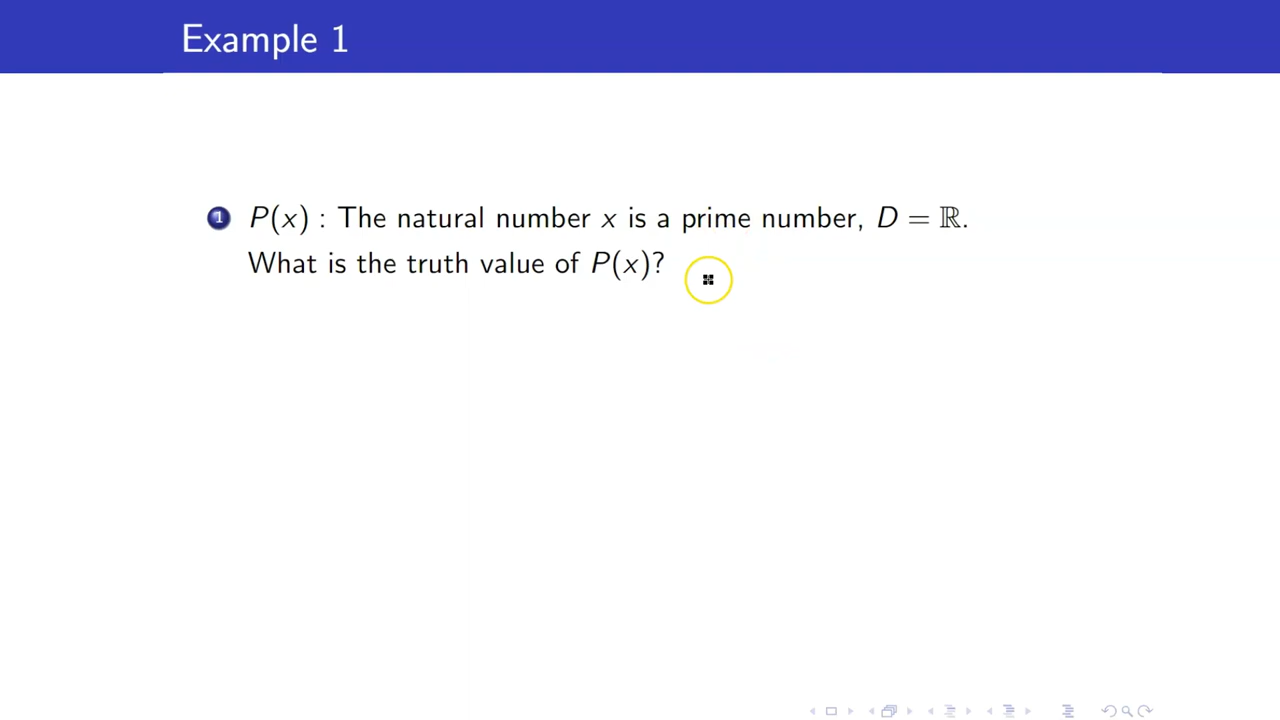 Example 1
1 P(x) : The natural number x is a prime number, D = ℝ.
What is the truth value of P(x)?